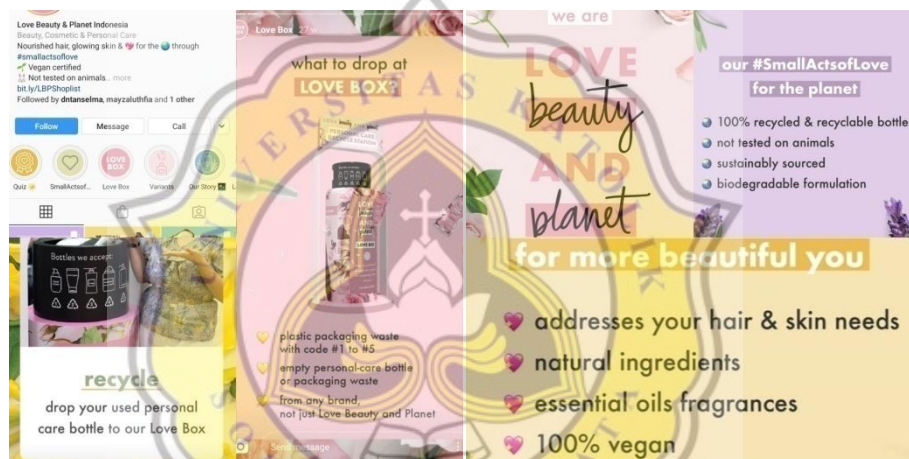 Love Beauty & Planet Indonesia
Beauty, Cosmetic & Personal Care
Nourished hair, glowing skin & 💖 for the 🌏 through
#smallactsoflove
🌱 Vegan certified
🐰 Not tested on animals... more
bit.ly/LBPShoplist
Followed by dntanselma, mayzaluthfia and 1 other
Follow
Message
Call
Quiz
SmallActsof...
Love Box
Variants
Our Story
Bottles we accept:
recycle
drop your used personal
care bottle to our Love Box
Love Box 27w
what to drop at
LOVE BOX?
plastic packaging waste
with code #1 to #5
empty personal-care bottle
or packaging waste
from any brand,
not just Love Beauty and Planet
Send message
we are
LOVE
beauty
AND
planet
our #SmallActsofLove
for the planet
100% recycled & recyclable bottle
not tested on animals
sustainably sourced
biodegradable formulation
for more beautiful you
addresses your hair & skin needs
natural ingredients
essential oils fragrances
100% vegan
UNIVERSITAS KATOLIK